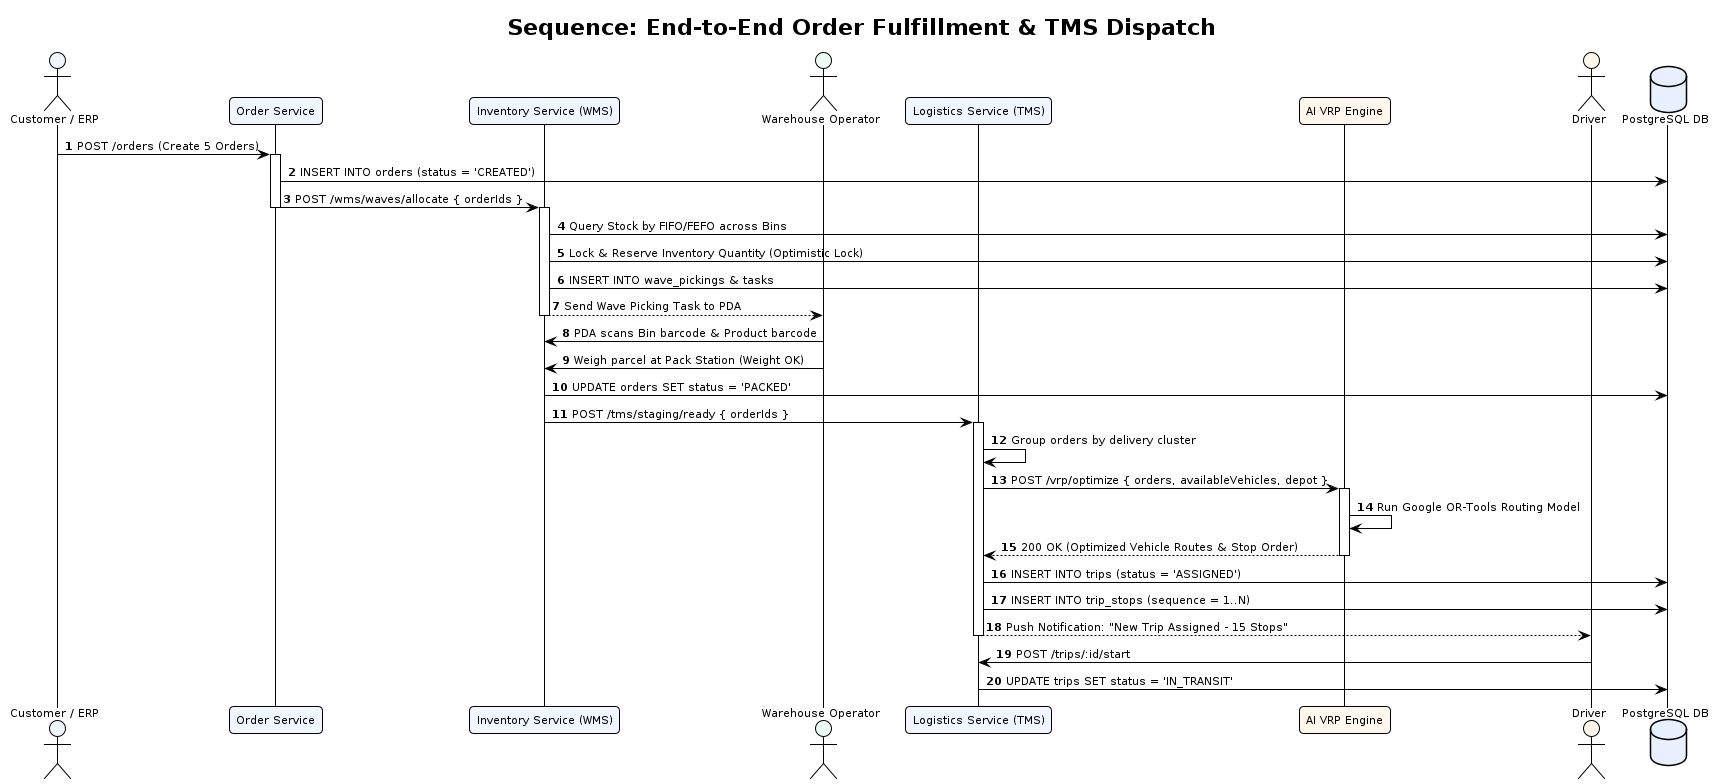 Sequence: End-to-End Order Fulfillment & TMS Dispatch
Customer / ERP
Order Service
Inventory Service (WMS)
Warehouse Operator
Logistics Service (TMS)
AI VRP Engine
Driver
PostgreSQL DB
1 POST /orders (Create 5 Orders)
2 INSERT INTO orders (status = 'CREATED')
3 POST /wms/waves/allocate { orderIds }
4 Query Stock by FIFO/FEFO across Bins
5 Lock & Reserve Inventory Quantity (Optimistic Lock)
6 INSERT INTO wave_pickings & tasks
7 Send Wave Picking Task to PDA
8 PDA scans Bin barcode & Product barcode
9 Weigh parcel at Pack Station (Weight OK)
10 UPDATE orders SET status = 'PACKED'
11 POST /tms/staging/ready { orderIds }
12 Group orders by delivery cluster
13 POST /vrp/optimize { orders, availableVehicles, depot }
14 Run Google OR-Tools Routing Model
15 200 OK (Optimized Vehicle Routes & Stop Order)
16 INSERT INTO trips (status = 'ASSIGNED')
17 INSERT INTO trip_stops (sequence = 1..N)
18 Push Notification: "New Trip Assigned - 15 Stops"
19 POST /trips/:id/start
20 UPDATE trips SET status = 'IN_TRANSIT'
Customer / ERP
Order Service
Inventory Service (WMS)
Warehouse Operator
Logistics Service (TMS)
AI VRP Engine
Driver
PostgreSQL DB